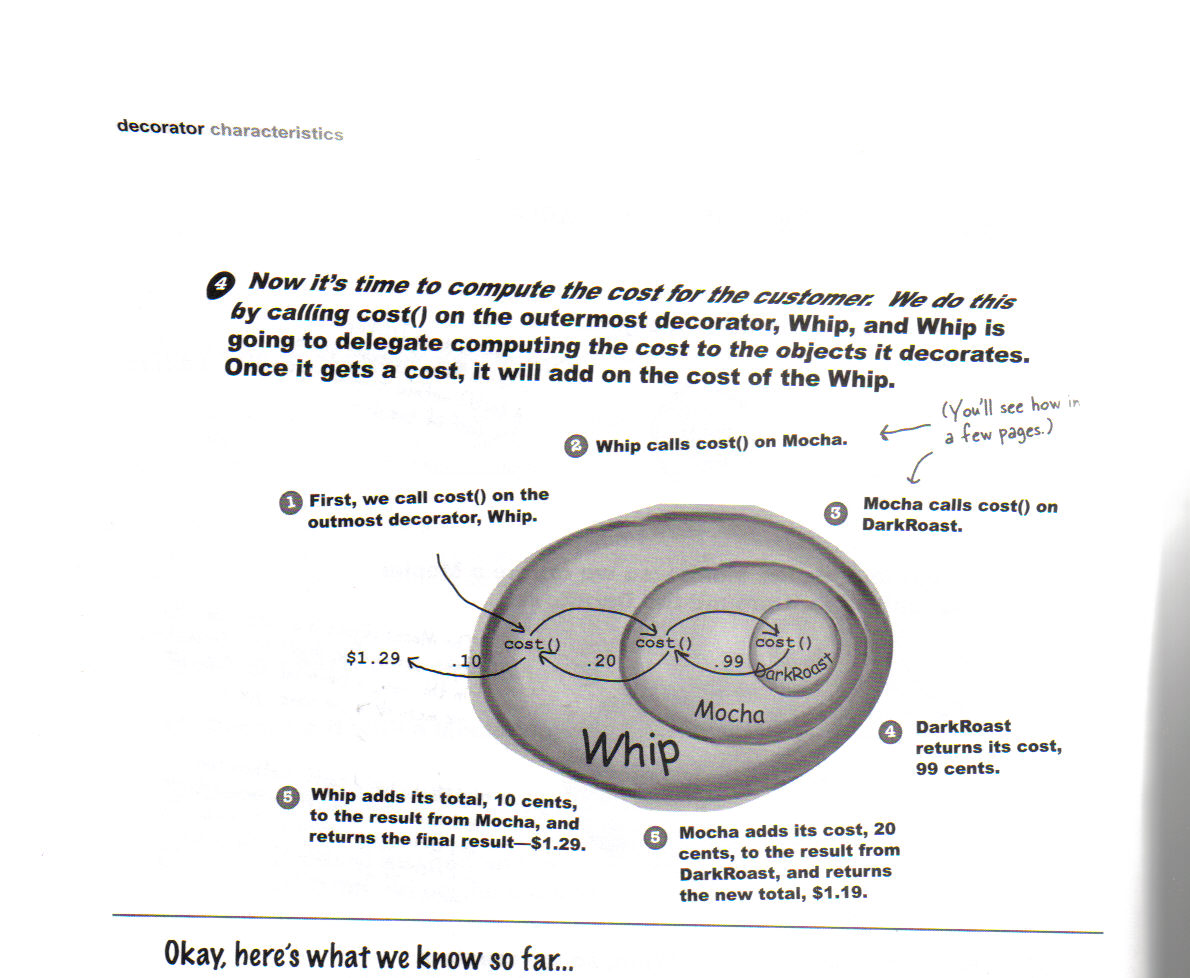 decorator characteristics
4 Now it's time to compute the cost for the customer. We do this
by calling cost() on the outermost decorator, Whip, and Whip is
going to delegate computing the cost to the objects it decorates.
Once it gets a cost, it will add on the cost of the Whip.
(You'll see how in
a few pages.)
2 Whip calls cost() on Mocha.
1 First, we call cost() on the
outmost decorator, Whip.
3 Mocha calls cost() on
DarkRoast.
cost() cost() cost()
$1.29 .10 .20 .99
DarkRoast
Mocha
Whip
4 DarkRoast
returns its cost,
99 cents.
5 Whip adds its total, 10 cents,
to the result from Mocha, and
returns the final result—$1.29.
5 Mocha adds its cost, 20
cents, to the result from
DarkRoast, and returns
the new total, $1.19.
Okay, here's what we know so far...